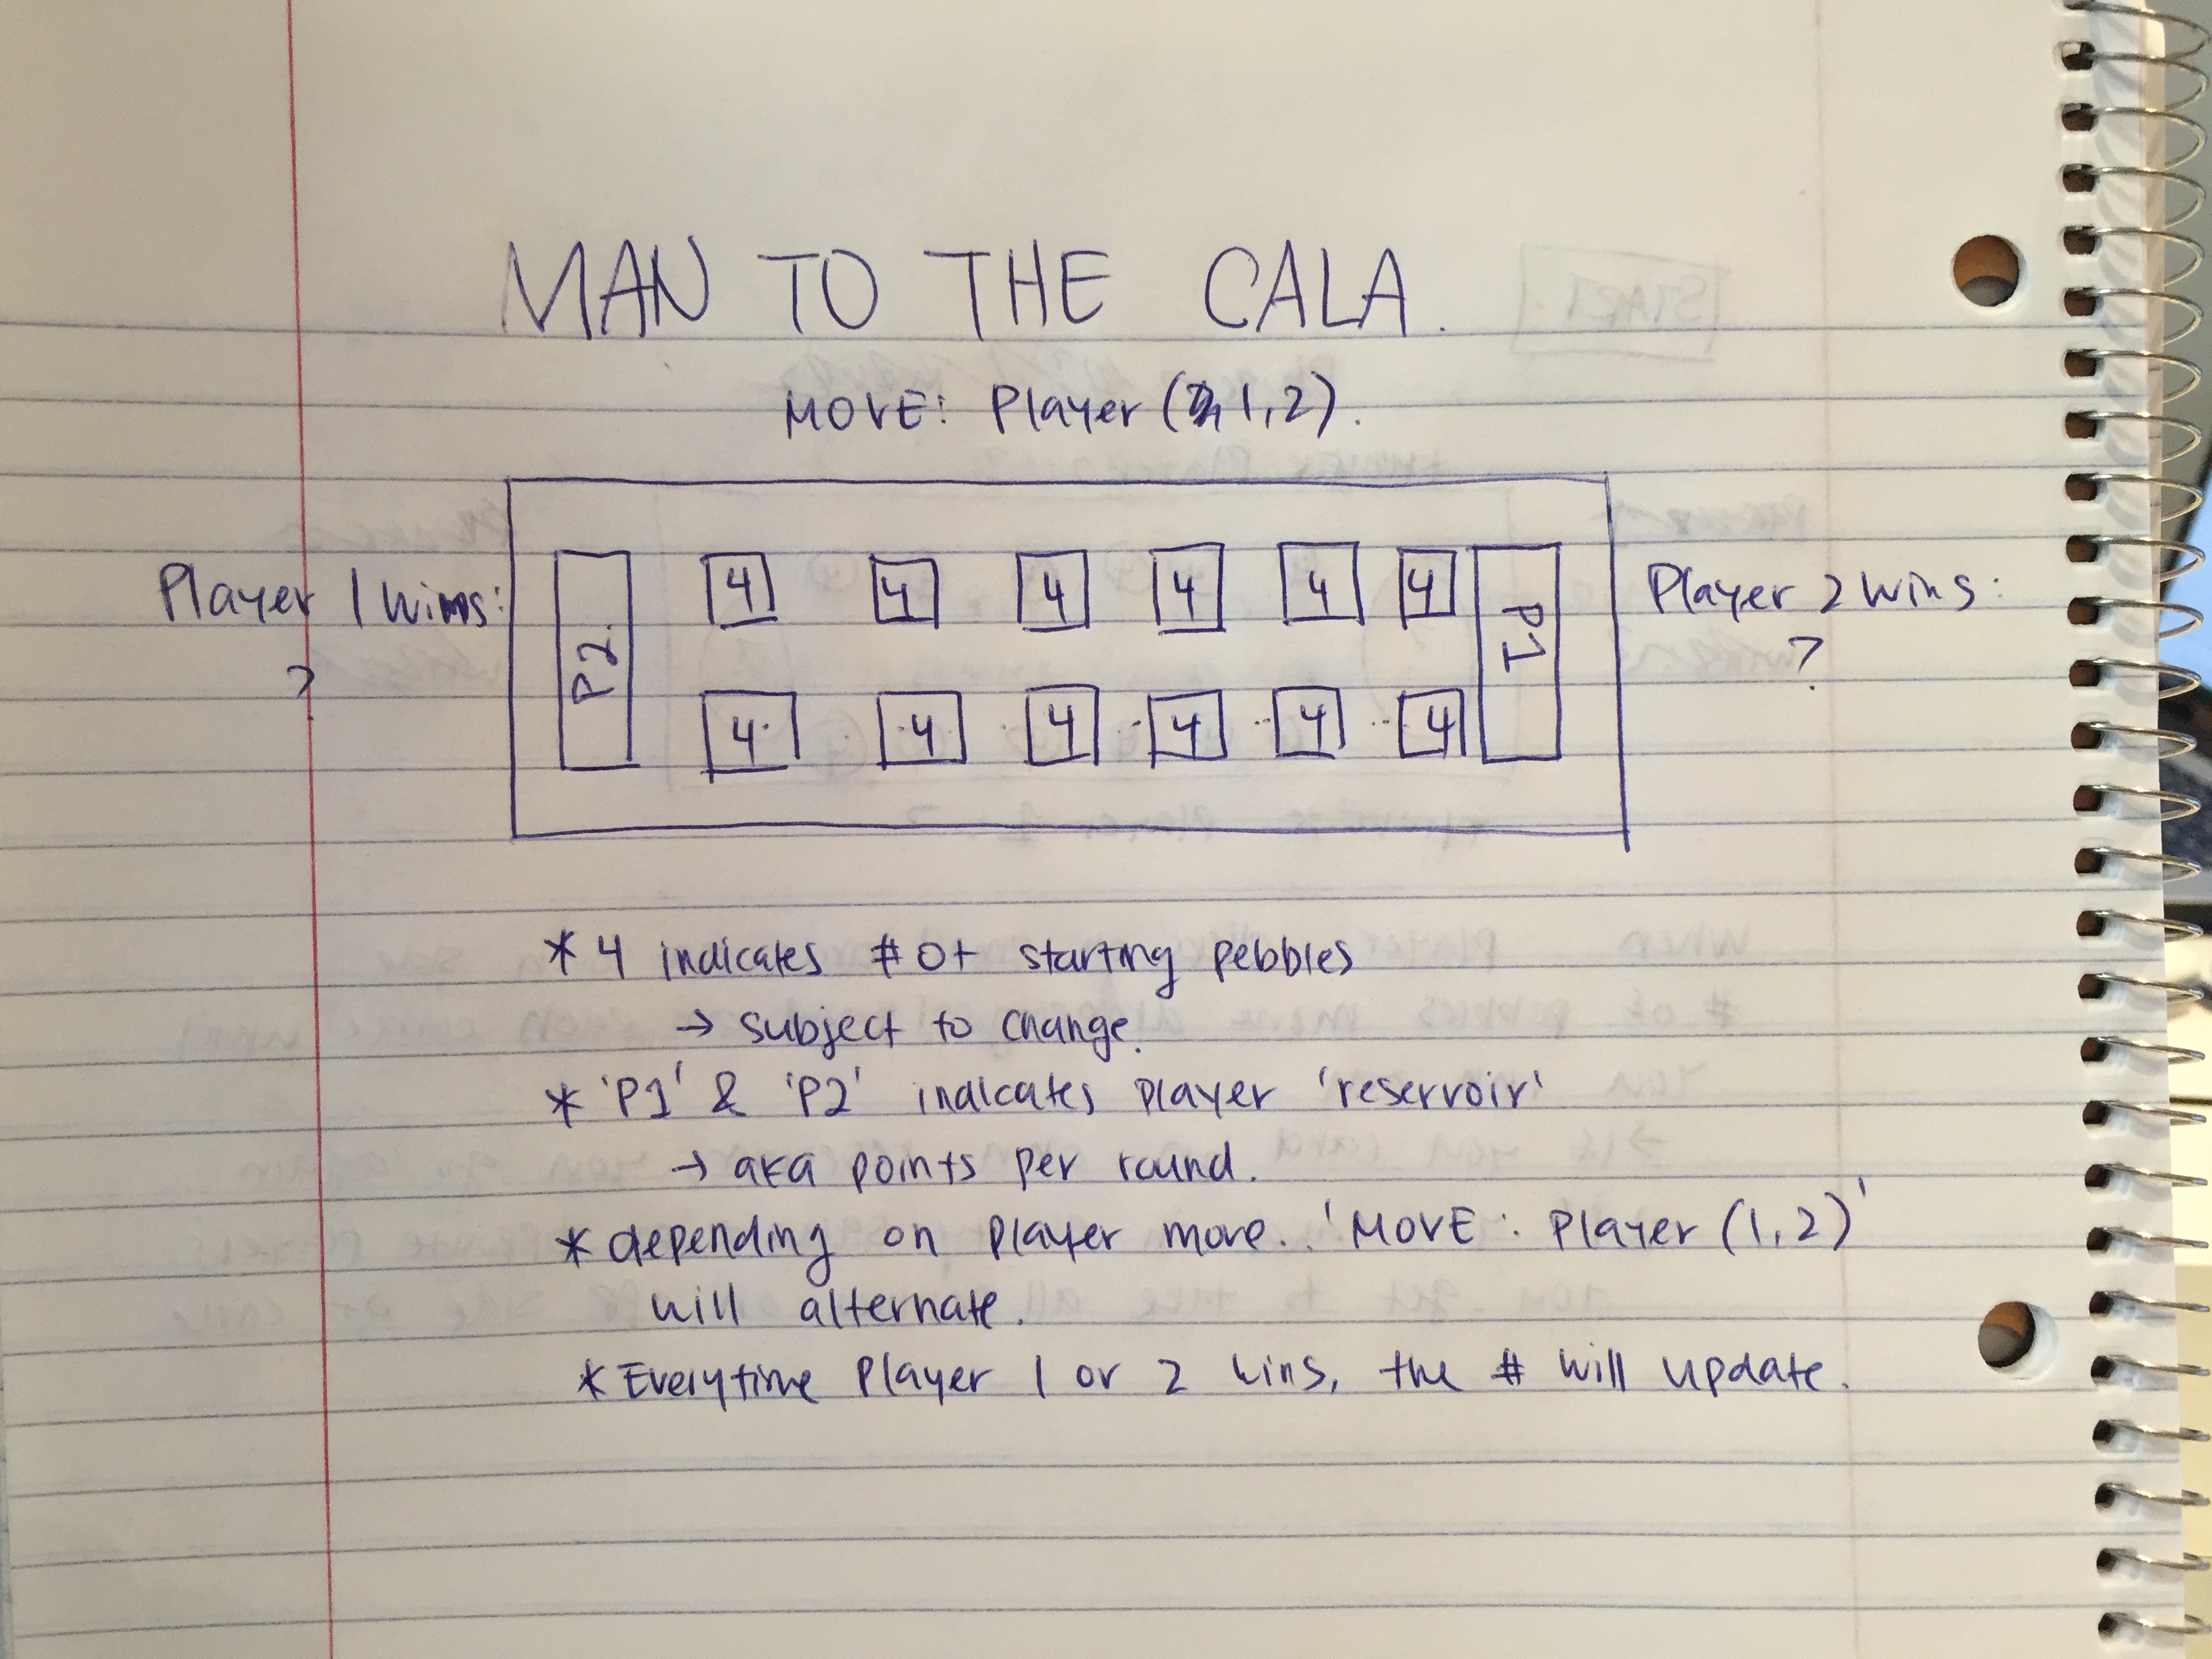 MAN TO THE CALA.
MOVE: Player (1,2).
Player 1 wins:
?
P2.
4 4 4 4 4 4
4 4 4 4 4 4
P1
Player 2 wins:
?
* 4 indicates # of starting pebbles
→ subject to change.
* 'P1' & 'P2' indicates player 'reservoir'
→ aka points per round.
* depending on player move. 'MOVE: Player (1,2)'
will alternate.
* Everytime Player 1 or 2 wins, the # will update.
START